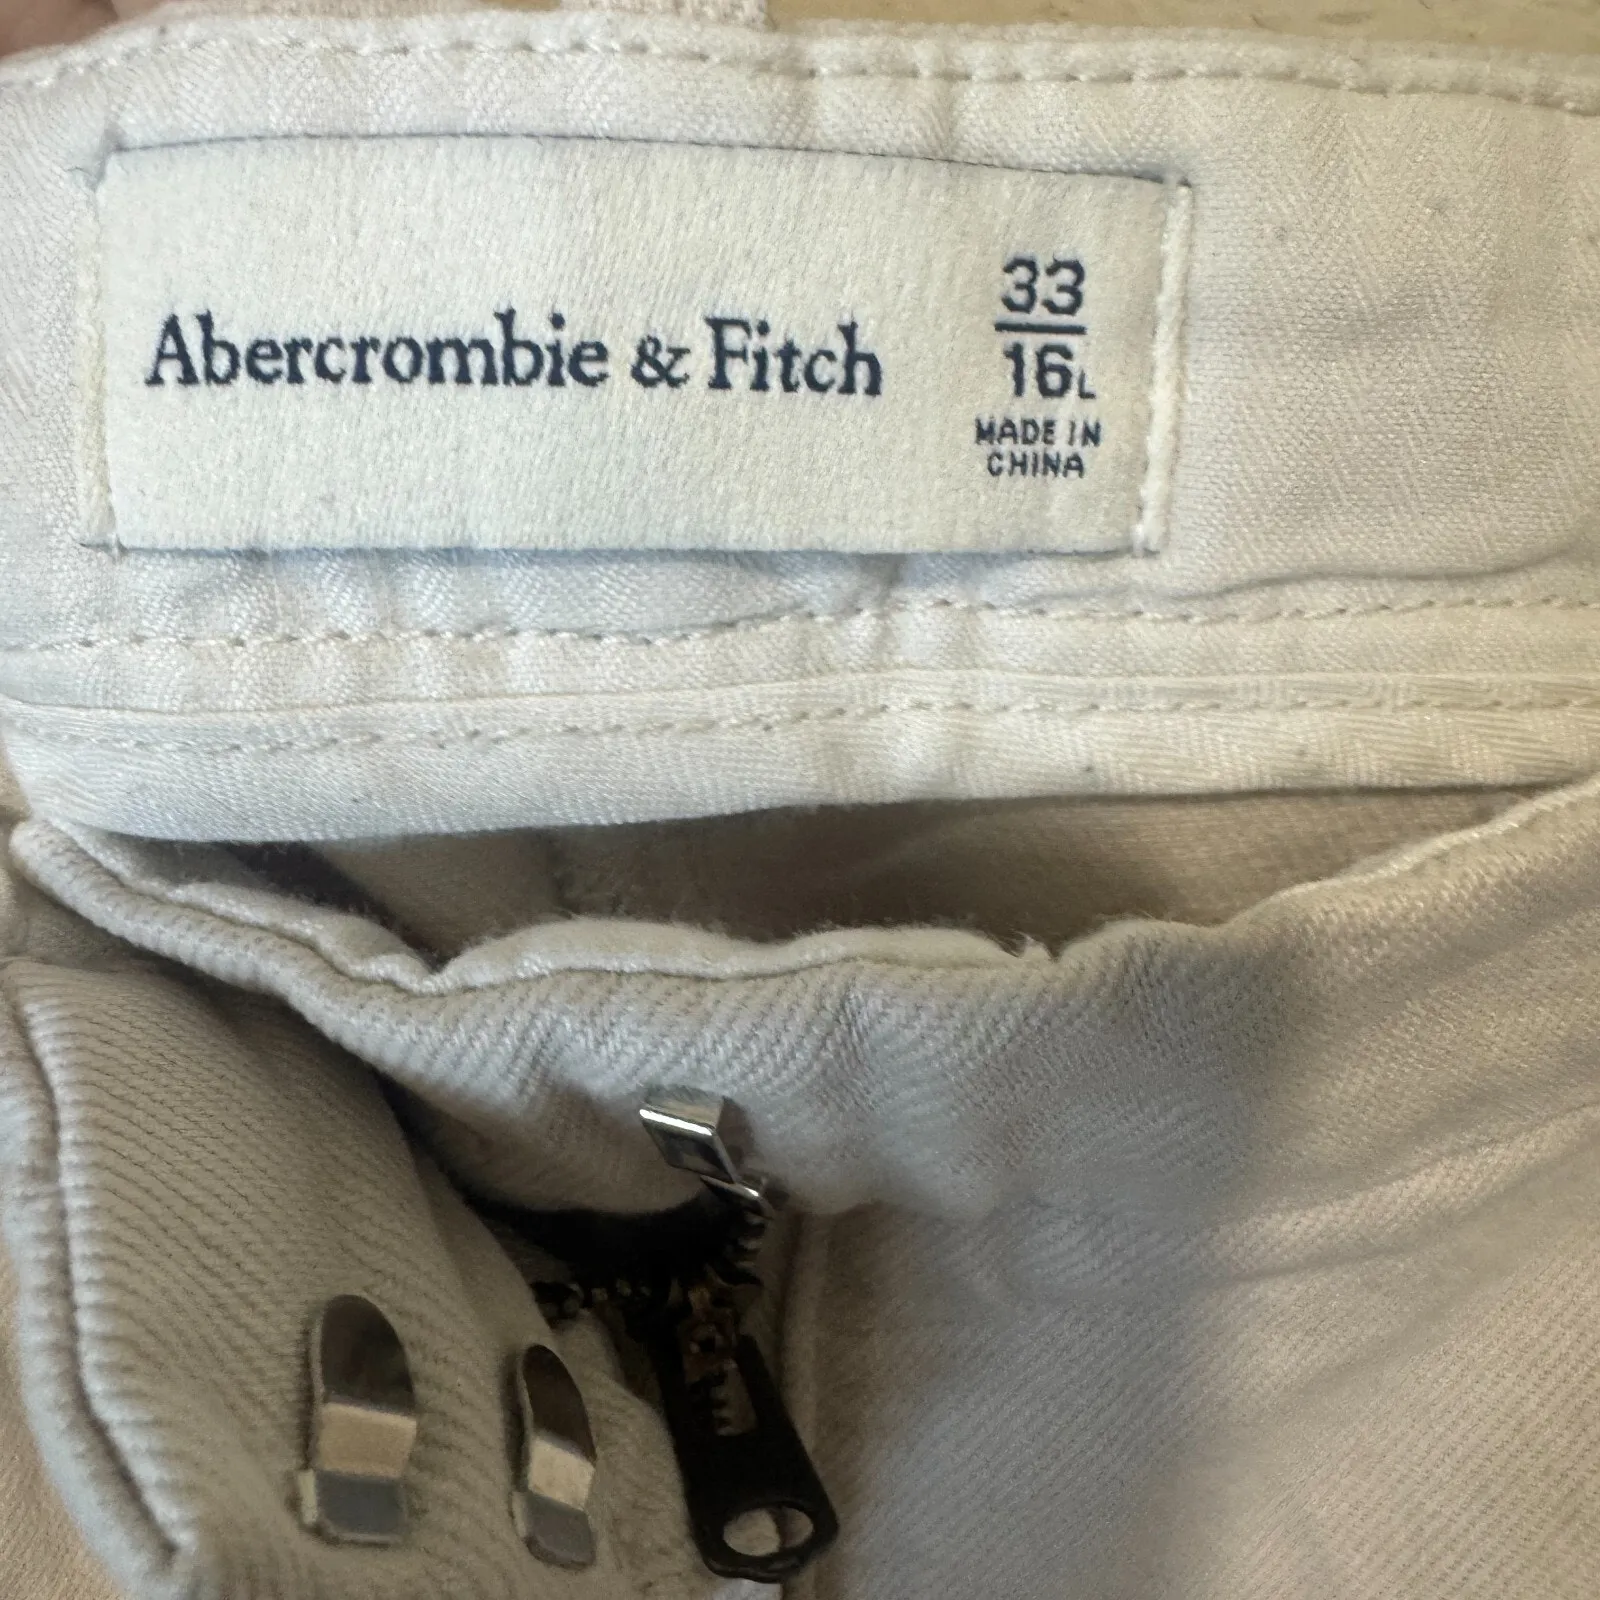 Abercrombie & Fitch
33
16L
MADE IN
CHINA